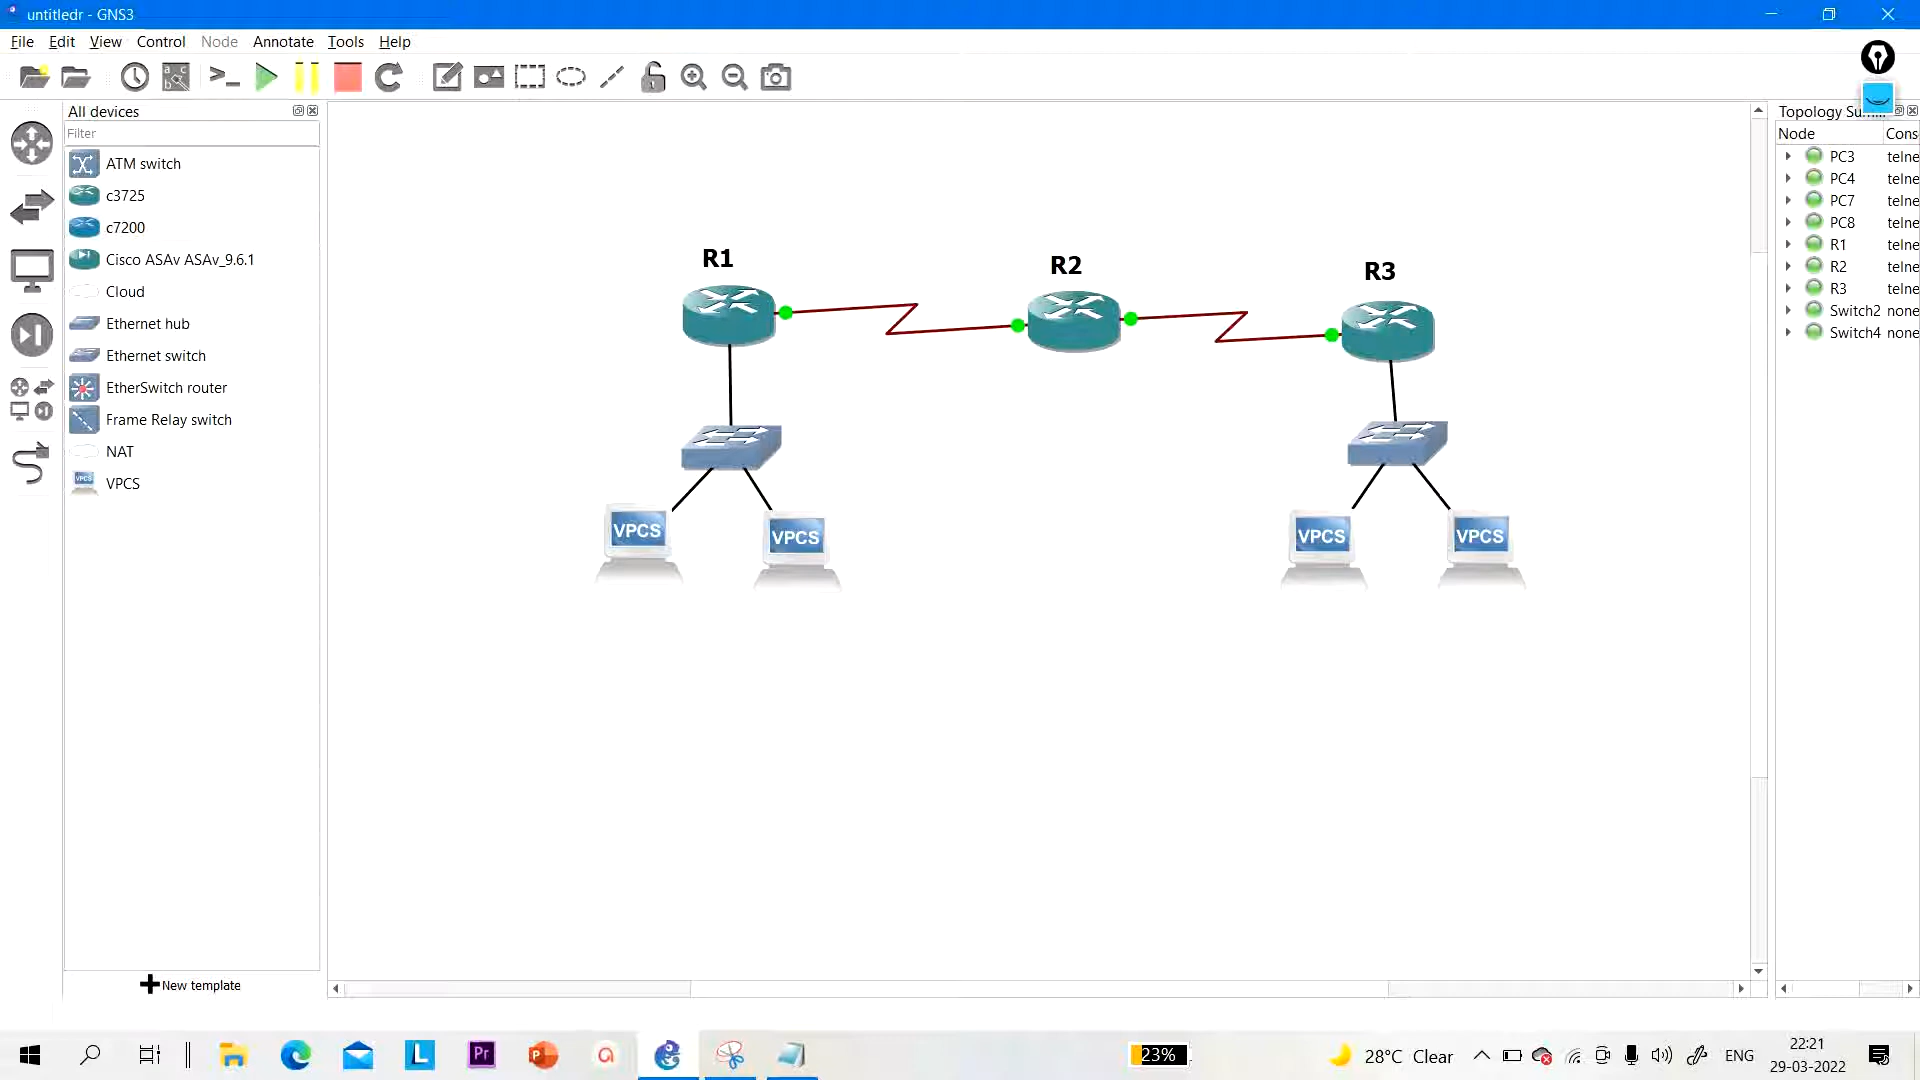 untitledr - GNS3
File Edit View Control Node Annotate Tools Help
All devices
Filter
ATM switch
c3725
c7200
Cisco ASAv ASAv_9.6.1
Cloud
Ethernet hub
Ethernet switch
EtherSwitch router
Frame Relay switch
NAT
VPCS
New template
R1
R2
R3
VPCS
VPCS
VPCS
VPCS
Topology Su
Node Cons
PC3 telne
PC4 telne
PC7 telne
PC8 telne
R1 telne
R2 telne
R3 telne
Switch2 none
Switch4 none
L
Pr
P
23%
28°C Clear
ENG
22:21
29-03-2022